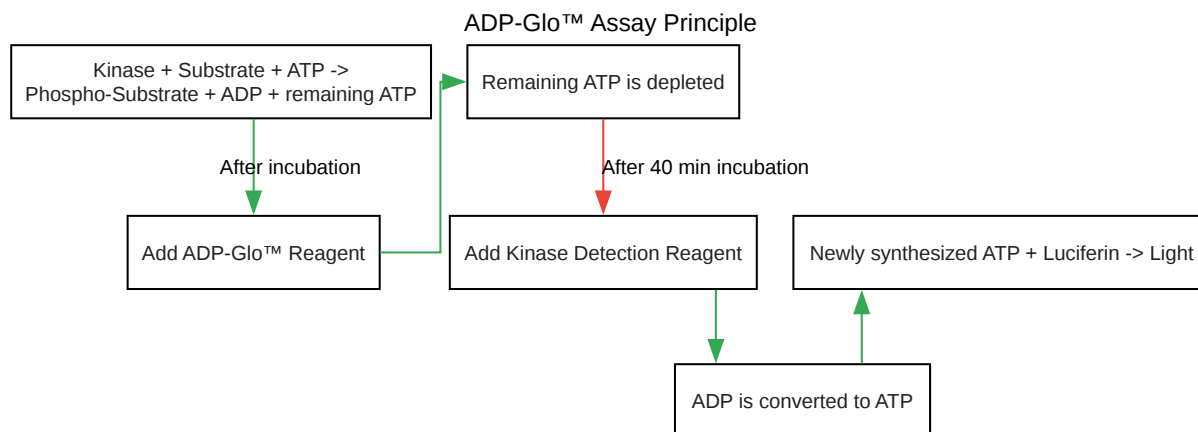 ADP-Glo™ Assay Principle
Kinase + Substrate + ATP ->
Phospho-Substrate + ADP + remaining ATP
Remaining ATP is depleted
After incubation
After 40 min incubation
Add ADP-Glo™ Reagent
Add Kinase Detection Reagent
Newly synthesized ATP + Luciferin -> Light
ADP is converted to ATP